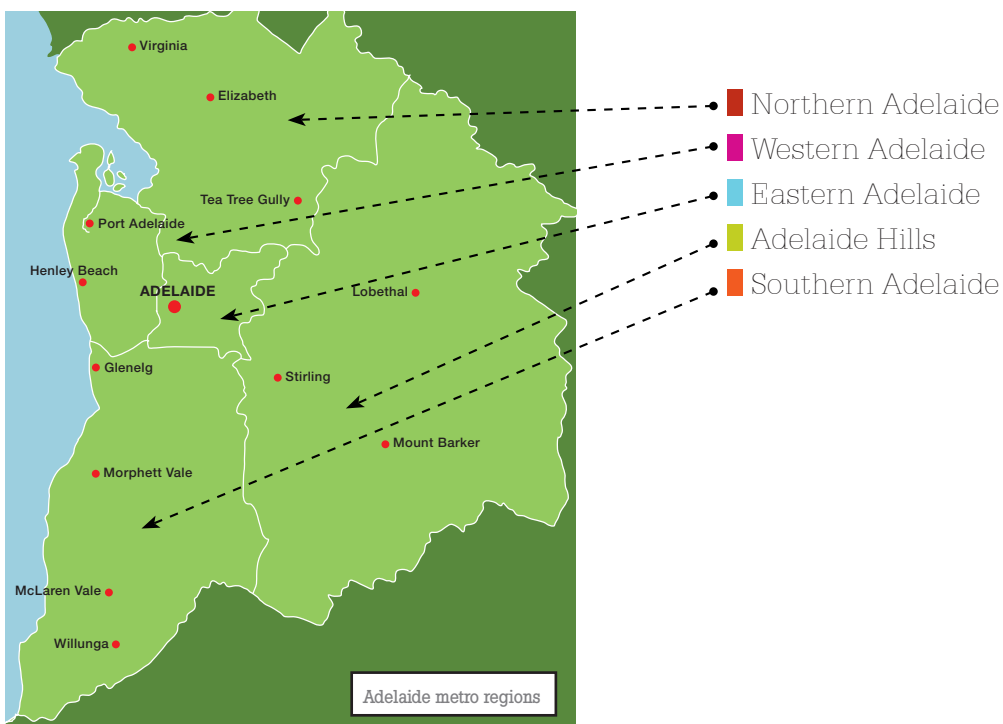 Virginia
Elizabeth
Tea Tree Gully
Port Adelaide
Henley Beach
ADELAIDE
Lobethal
Glenelg
Stirling
Mount Barker
Morphett Vale
McLaren Vale
Willunga
Adelaide metro regions
Northern Adelaide
Western Adelaide
Eastern Adelaide
Adelaide Hills
Southern Adelaide